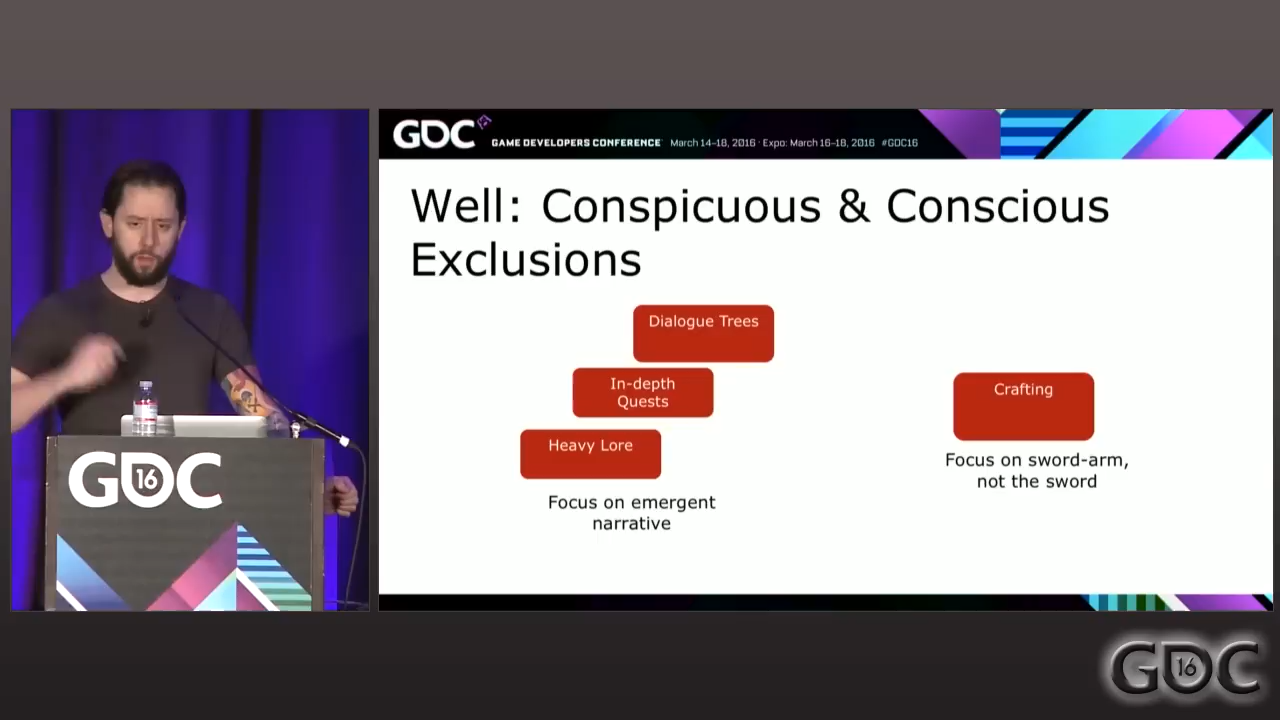 GDC
GAME DEVELOPERS CONFERENCE March 14-18, 2016 · Expo: March 16-18, 2016 #GDC16
Well: Conspicuous & Conscious
Exclusions
Dialogue Trees
In-depth
Quests
Heavy Lore
Focus on emergent
narrative
Crafting
Focus on sword-arm,
not the sword
GDC
16
GDC
16